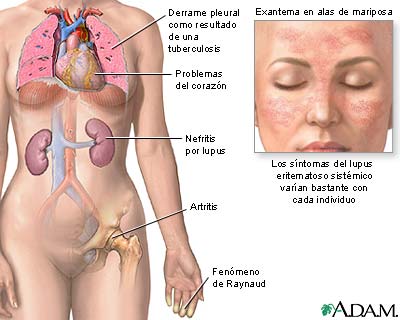 Derrame pleural
como resultado
de una
tuberculosis
Problemas
del corazón
Nefritis
por lupus
Artritis
Fenómeno
de Raynaud
Exantema en alas de mariposa
Los síntomas del lupus
eritematoso sistémico
varían bastante con
cada individuo
ADAM.